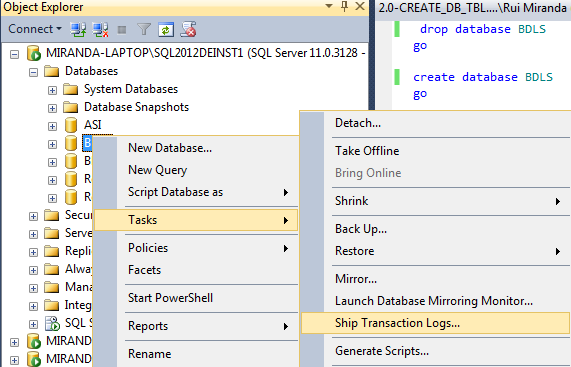 Object Explorer
Connect
MIRANDA-LAPTOP\SQL2012DEINST1 (SQL Server 11.0.3128 -
Databases
System Databases
Database Snapshots
ASI
B
B
R
R
Secu
Serve
Replic
Alway
Mana
Integ
SQL S
MIRAND
MIRAND
New Database...
New Query
Script Database as
Tasks
Policies
Facets
Start PowerShell
Reports
Rename
Detach...
Take Offline
Bring Online
Shrink
Back Up...
Restore
Mirror...
Launch Database Mirroring Monitor...
Ship Transaction Logs...
Generate Scripts...
2.0-CREATE_DB_TBL....\Rui Miranda
drop database BDLS
go
create database BDLS
go